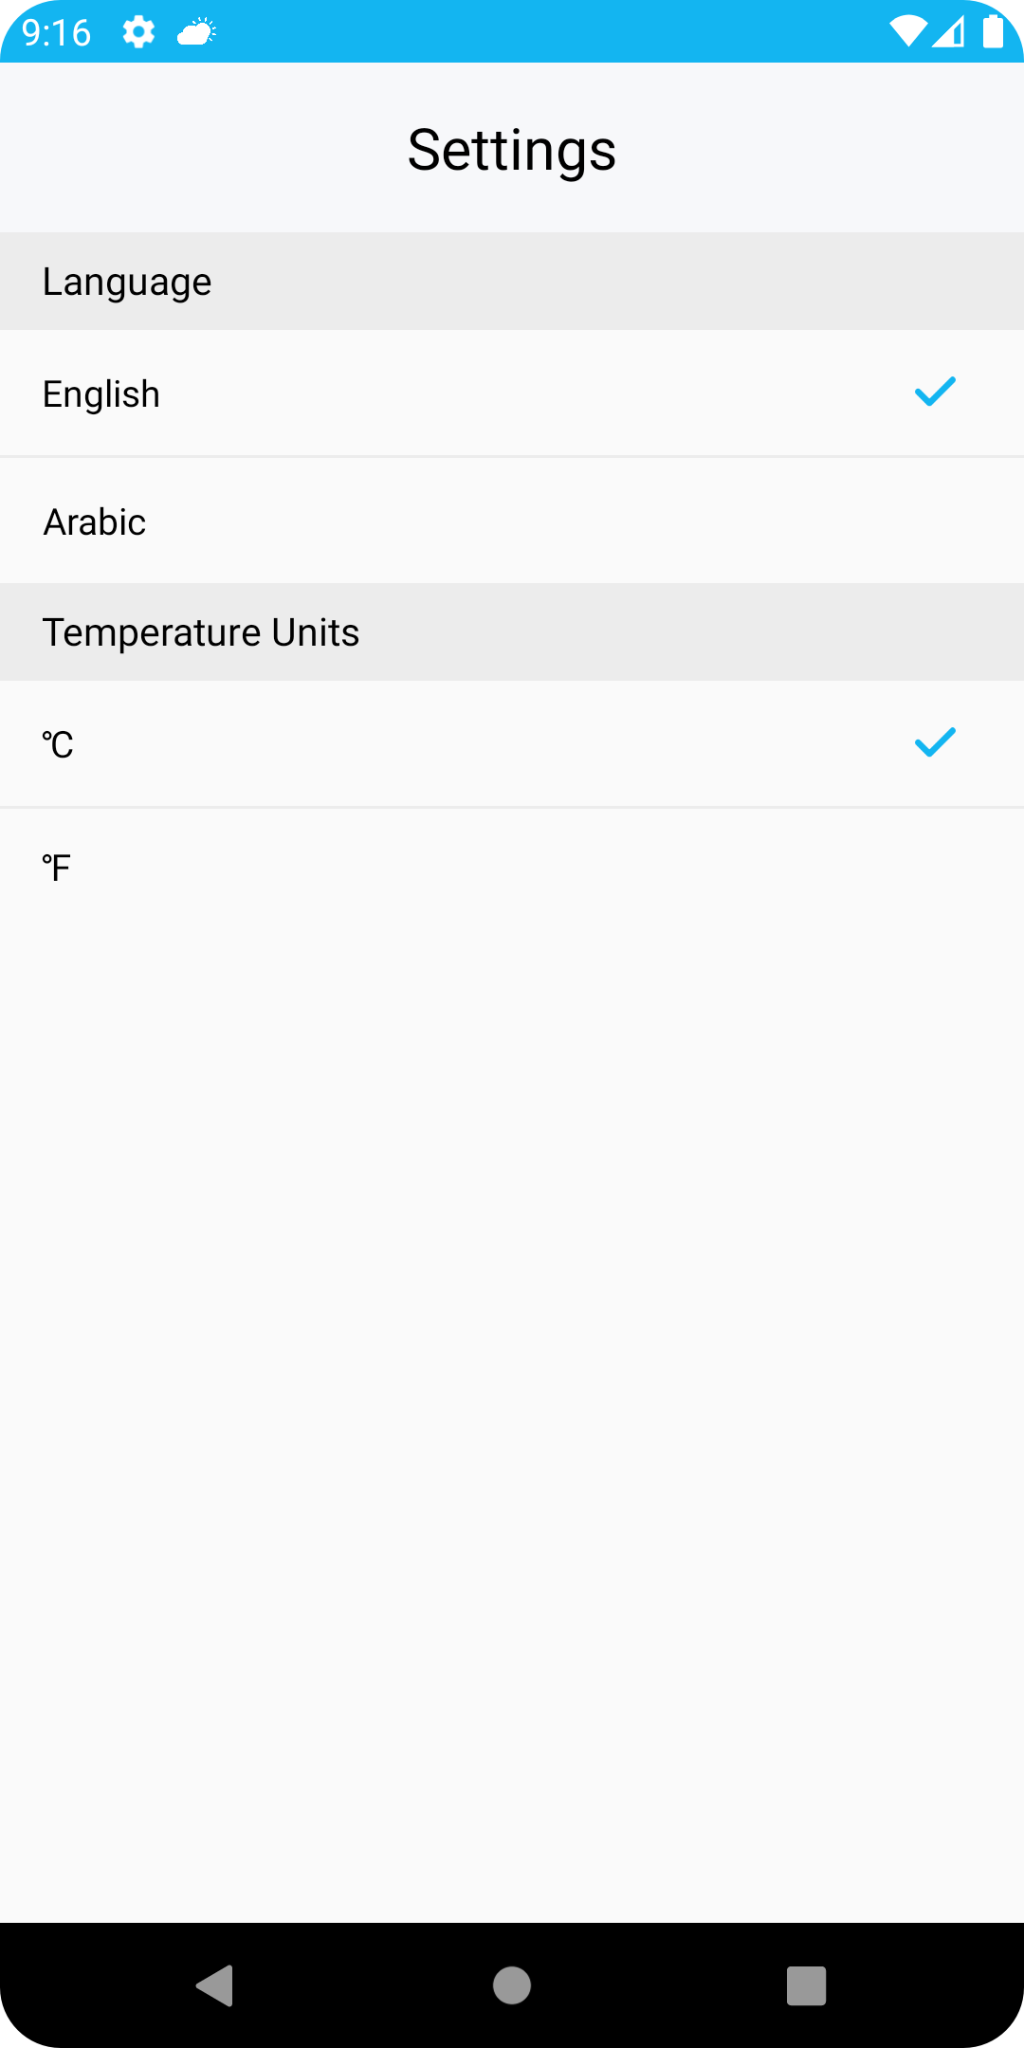 9:16
Settings
Language
English
Arabic
Temperature Units
℃
℉